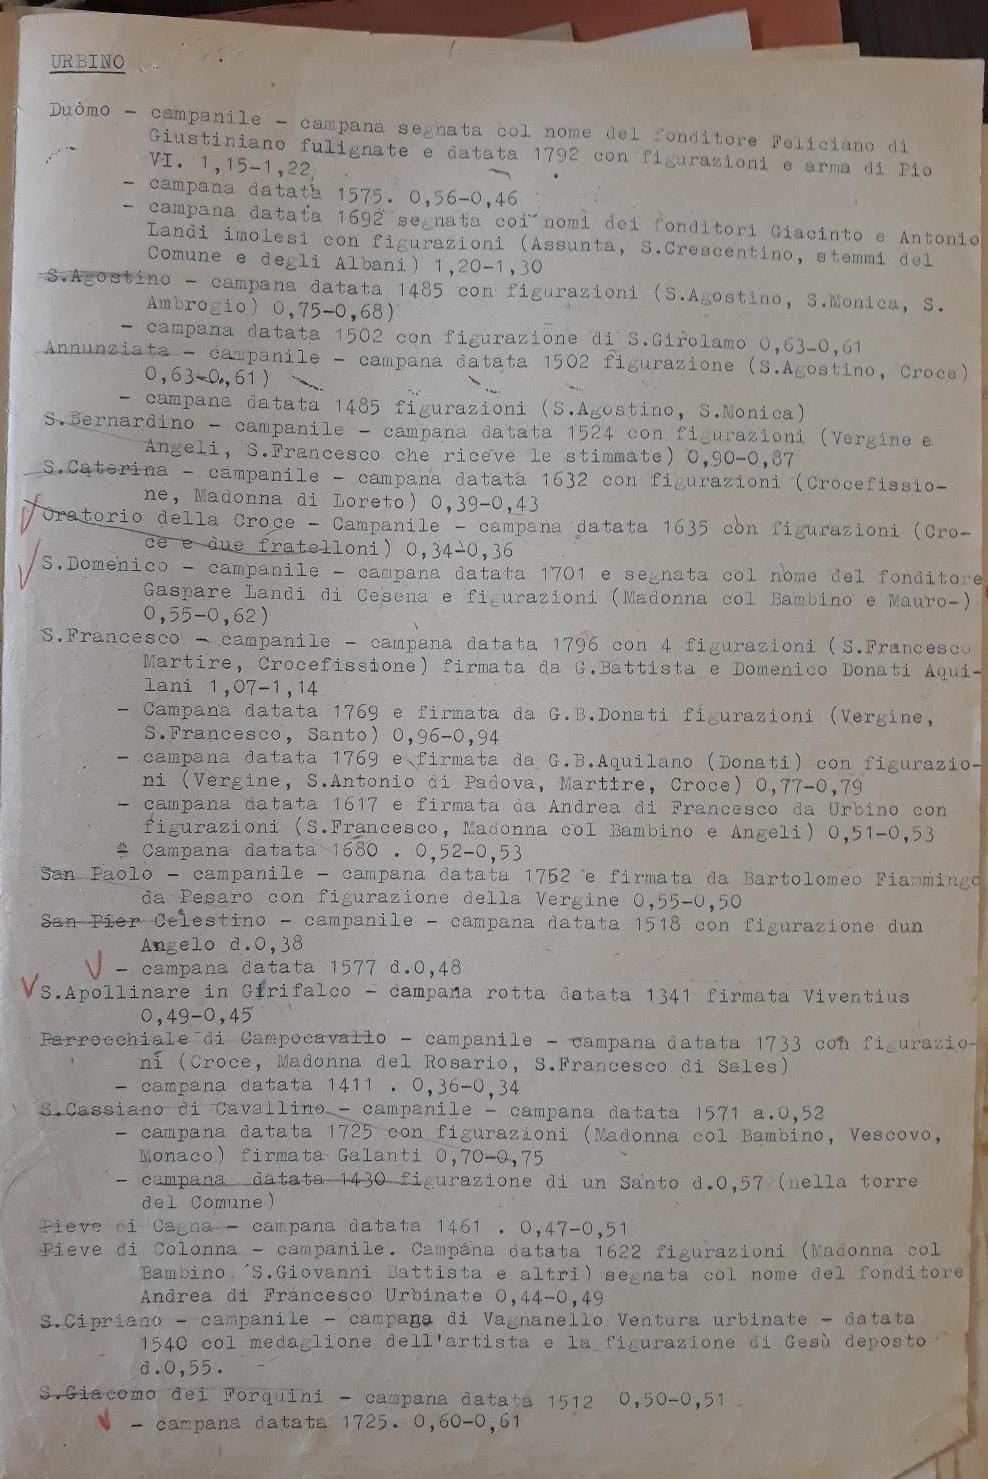 URBINO
Duòmo - campanile - campana segnata col nome del fonditore Feliciano di
Giustiniano fulignate e datata 1792 con figurazioni e arma di Pio
VI. 1,15-1,22
- campana datata 1575. 0,56-0,46
- campana datata 1692 segnata coi nomi dei fonditori Giacinto e Antonio
Landi imolesi con figurazioni (Assunta, S.Crescentino, stemmi del
Comune e degli Albani) 1,20-1,30
S.Agostino - campana datata 1485 con figurazioni (S.Agostino, S.Monica, S.
Ambrogio) 0,75-0,68)
- campana datata 1502 con figurazione di S.Girolamo 0,63-0,61
Annunziata - campanile - campana datata 1502 figurazione (S.Agostino, Croce)
0,63-0,,61)
- campana datata 1485 figurazioni (S.Agostino, S.Monica)
S.Bernardino - campanile - campana datata 1524 con figurazioni (Vergine e
Angeli, S.Francesco che riceve le stimmate) 0,90-0,87
S.Caterina - campanile - campana datata 1632 con figurazioni (Crocefissio-
ne, Madonna di Loreto) 0,39-0,43
Oratorio della Croce - Campanile - campana datata 1635 còn figurazioni (Cro-
ce e due fratelloni) 0,34-0,36
S.Domenico - campanile - campana datata 1701 e segnata col nome del fonditore
Gaspare Landi di Cesena e figurazioni (Madonna col Bambino e Mauro-)
0,55-0,62)
S.Francesco - campanile - campana datata 1796 con 4 figurazioni (S.Francesco
Martire, Crocefissione) firmata da G.Battista e Domenico Donati Aqui-
lani 1,07-1,14
- Campana datata 1769 e firmata da G.B.Donati figurazioni (Vergine,
S.Francesco, Santo) 0,96-0,94
- campana datata 1769 e firmata da G.B.Aquilano (Donati) con figurazio-
ni (Vergine, S.Antonio di Padova, Martire, Croce) 0,77-0,79
- campana datata 1617 e firmata da Andrea di Francesco da Urbino con
figurazioni (S.Francesco, Madonna col Bambino e Angeli) 0,51-0,53
- Campana datata 1680 . 0,52-0,53
San Paolo - campanile - campana datata 1752 e firmata da Bartolomeo Fiammingo
da Pesaro con figurazione della Vergine 0,55-0,50
San Pier Celestino - campanile - campana datata 1518 con figurazione dun
Angelo d.0,38
- campana datata 1577 d.0,48
S.Apollinare in Girifalco - campana rotta datata 1341 firmata Viventius
0,49-0,45
Parrocchiale di Campocavallo - campanile - campana datata 1733 con figurazio-
ni (Croce, Madonna del Rosario, S.Francesco di Sales)
- campana datata 1411 . 0,36-0,34
S.Cassiano di Cavallino - campanile - campana datata 1571 a.0,52
- campana datata 1725 con figurazioni (Madonna col Bambino, Vescovo,
Monaco) firmata Galanti 0,70-0,75
- campana datata 1430 figurazione di un Santo d.0,57 (nella torre
del Comune)
Pieve di Cagna - campana datata 1461 . 0,47-0,51
Pieve di Colonna - campanile. Campana datata 1622 figurazioni (Madonna col
Bambino, S.Giovanni Battista e altri) segnata col nome del fonditore
Andrea di Francesco Urbinate 0,44-0,49
S.Cipriano - campanile - campana di Vagnanello Ventura urbinate - datata
1540 col medaglione dell'artista e la figurazione di Gesù deposto
d.0,55.
S.Giacomo dei Forquini - campana datata 1512 0,50-0,51
- campana datata 1725. 0,60-0,61